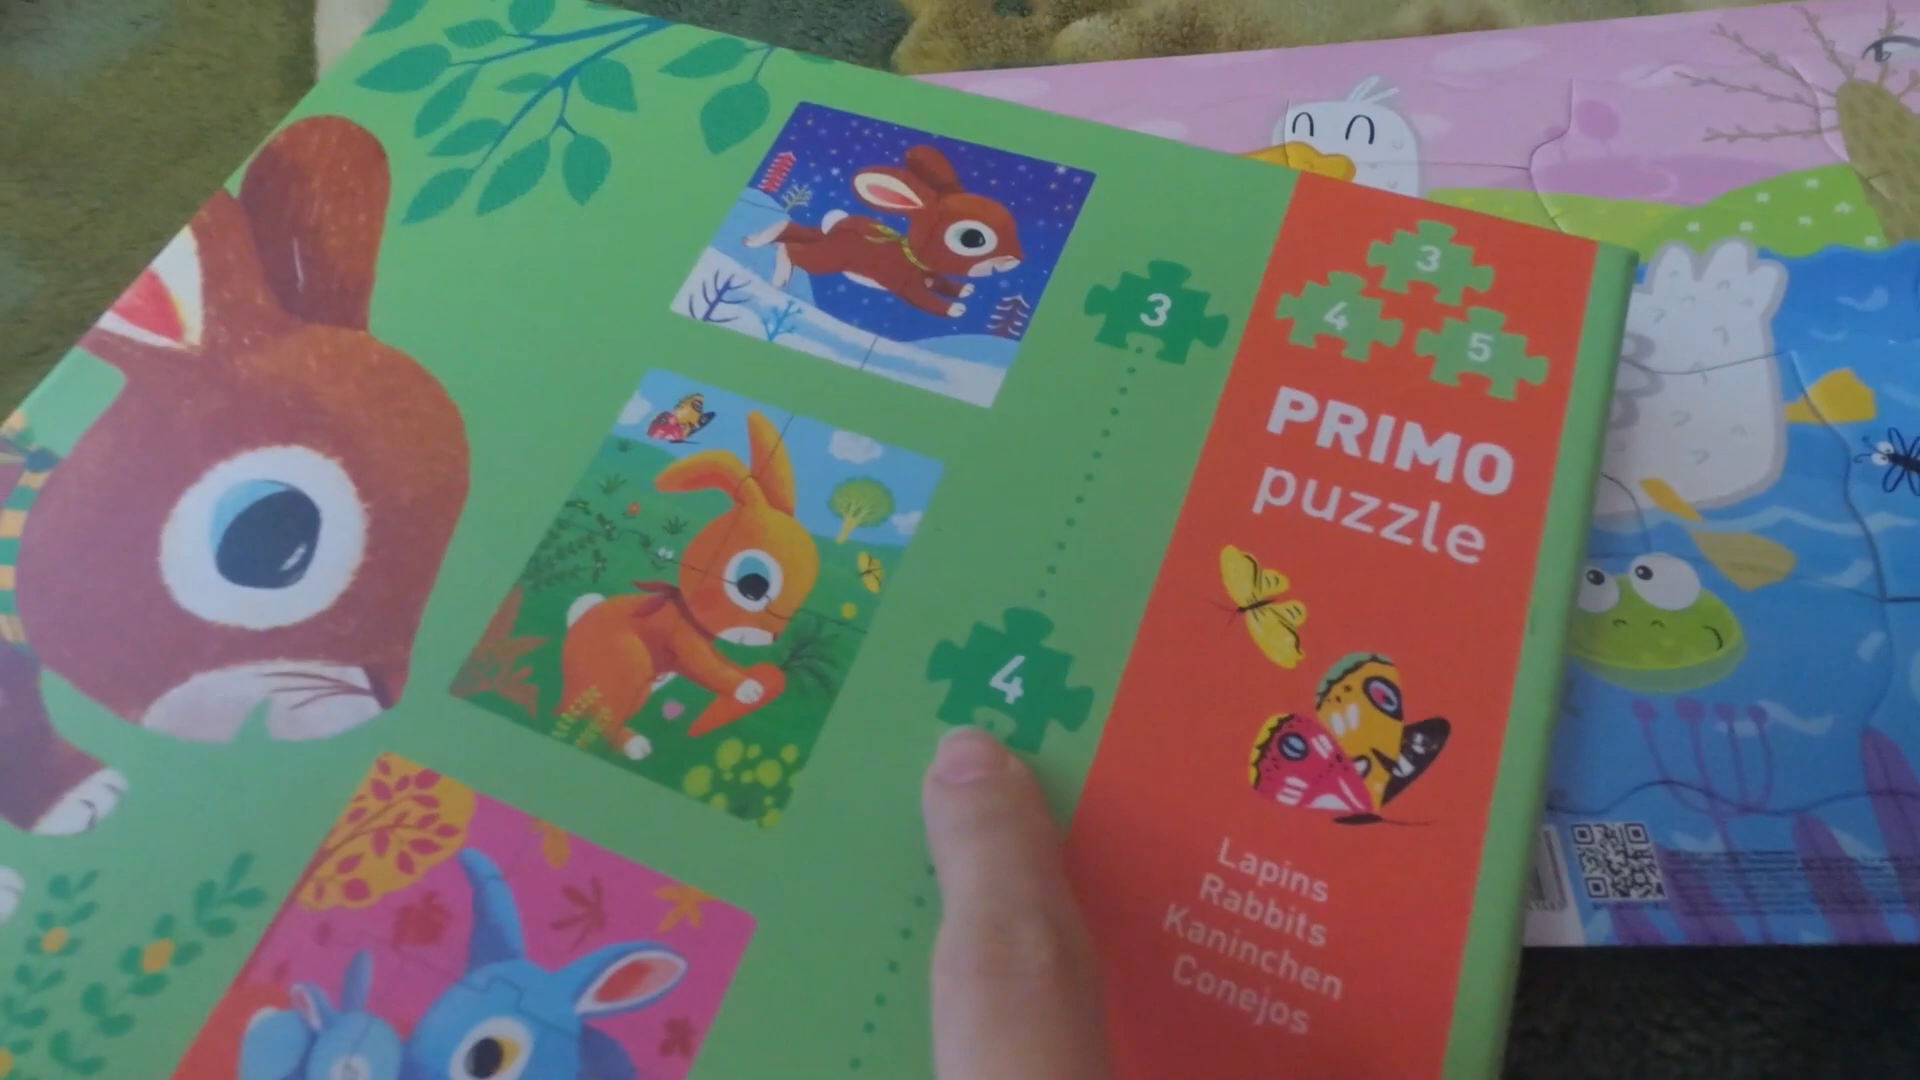 3
4
5
PRIMO
puzzle
3
4
Lapins
Rabbits
Kaninchen
Conejos